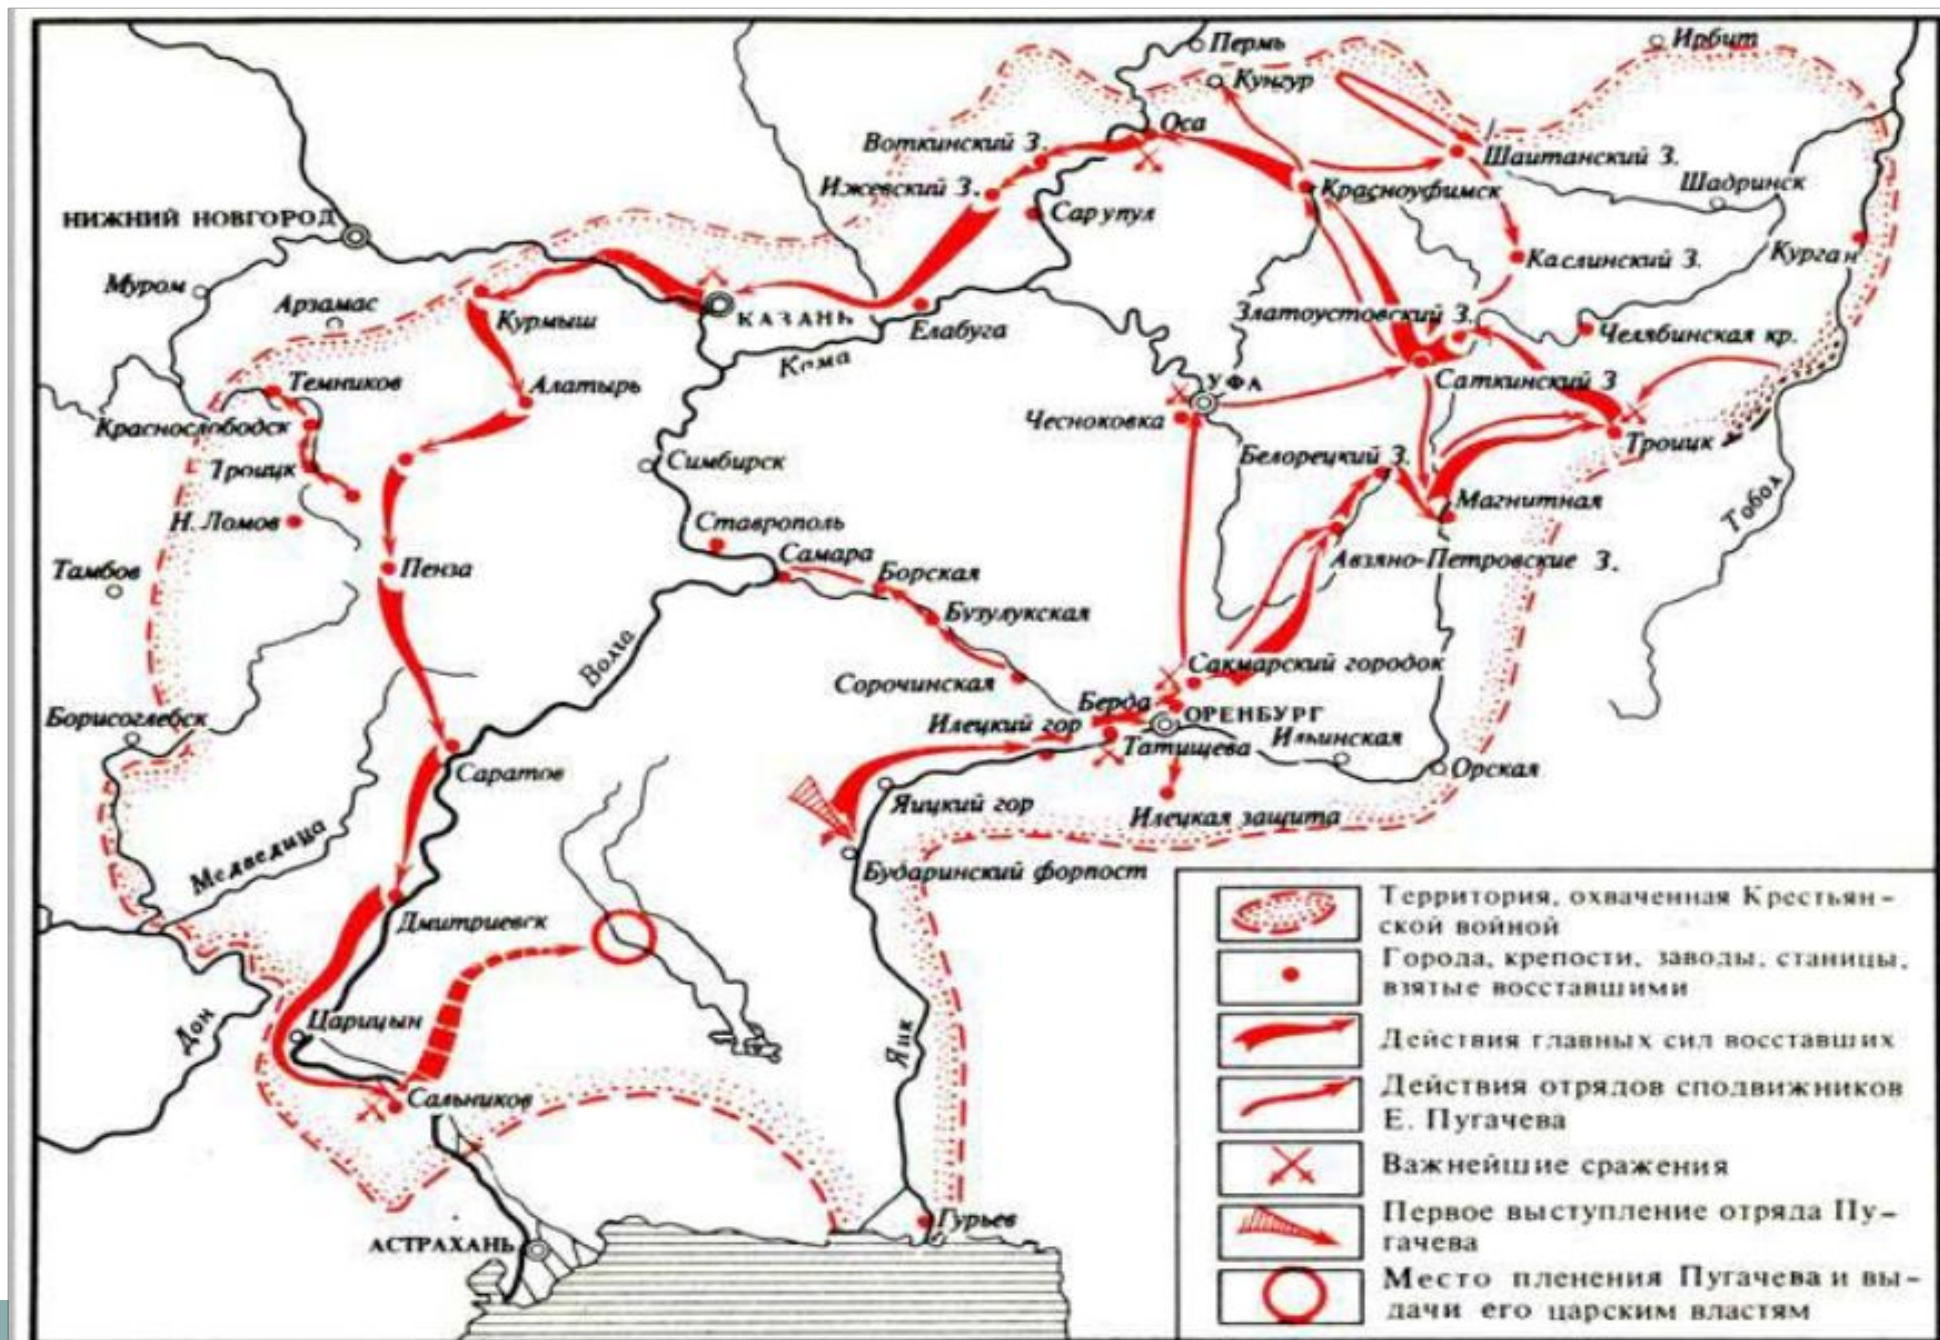 Пермь
Ирбит
Кунгур
Оса
Воткинский З.
Шаитанский З.
Ижевский З.
Красноуфимск
Шадринск
Сарупул
НИЖНИЙ НОВГОРОД
Каслинский З.
Курган
Муром
Арзамас
Курмыш
КАЗАНЬ
Елабуга
Златоустовский З.
Челябинская кр.
Кама
Темников
Алатырь
УФА
Саткинский З
Краснослободск
Чесноковка
Троицк
Троицк
Симбирск
Белорецкий З.
Магнитная
Тобол
Н. Ломов
Ставрополь
Самара
Тамбов
Пенза
Борская
Авзяно-Петровские З.
Бузулукская
Волга
Сакмарский городок
Сорочинская
Берда
Борисоглебск
Илецкий гор
ОРЕНБУРГ
Татищева
Ильинская
Орская
Саратов
Яицкий гор
Илецкая защита
Медведица
Бударинский форпост
Дмитриевск
Дон
Царицын
Яик
Сальников
Гурьев
АСТРАХАНЬ
Территория, охваченная Крестьян-
ской войной
Города, крепости, заводы, станицы,
взятые восставшими
Действия главных сил восставших
Действия отрядов сподвижников
Е. Пугачева
Важнейшие сражения
Первое выступление отряда Пу-
гачева
Место пленения Пугачева и вы-
дачи его царским властям